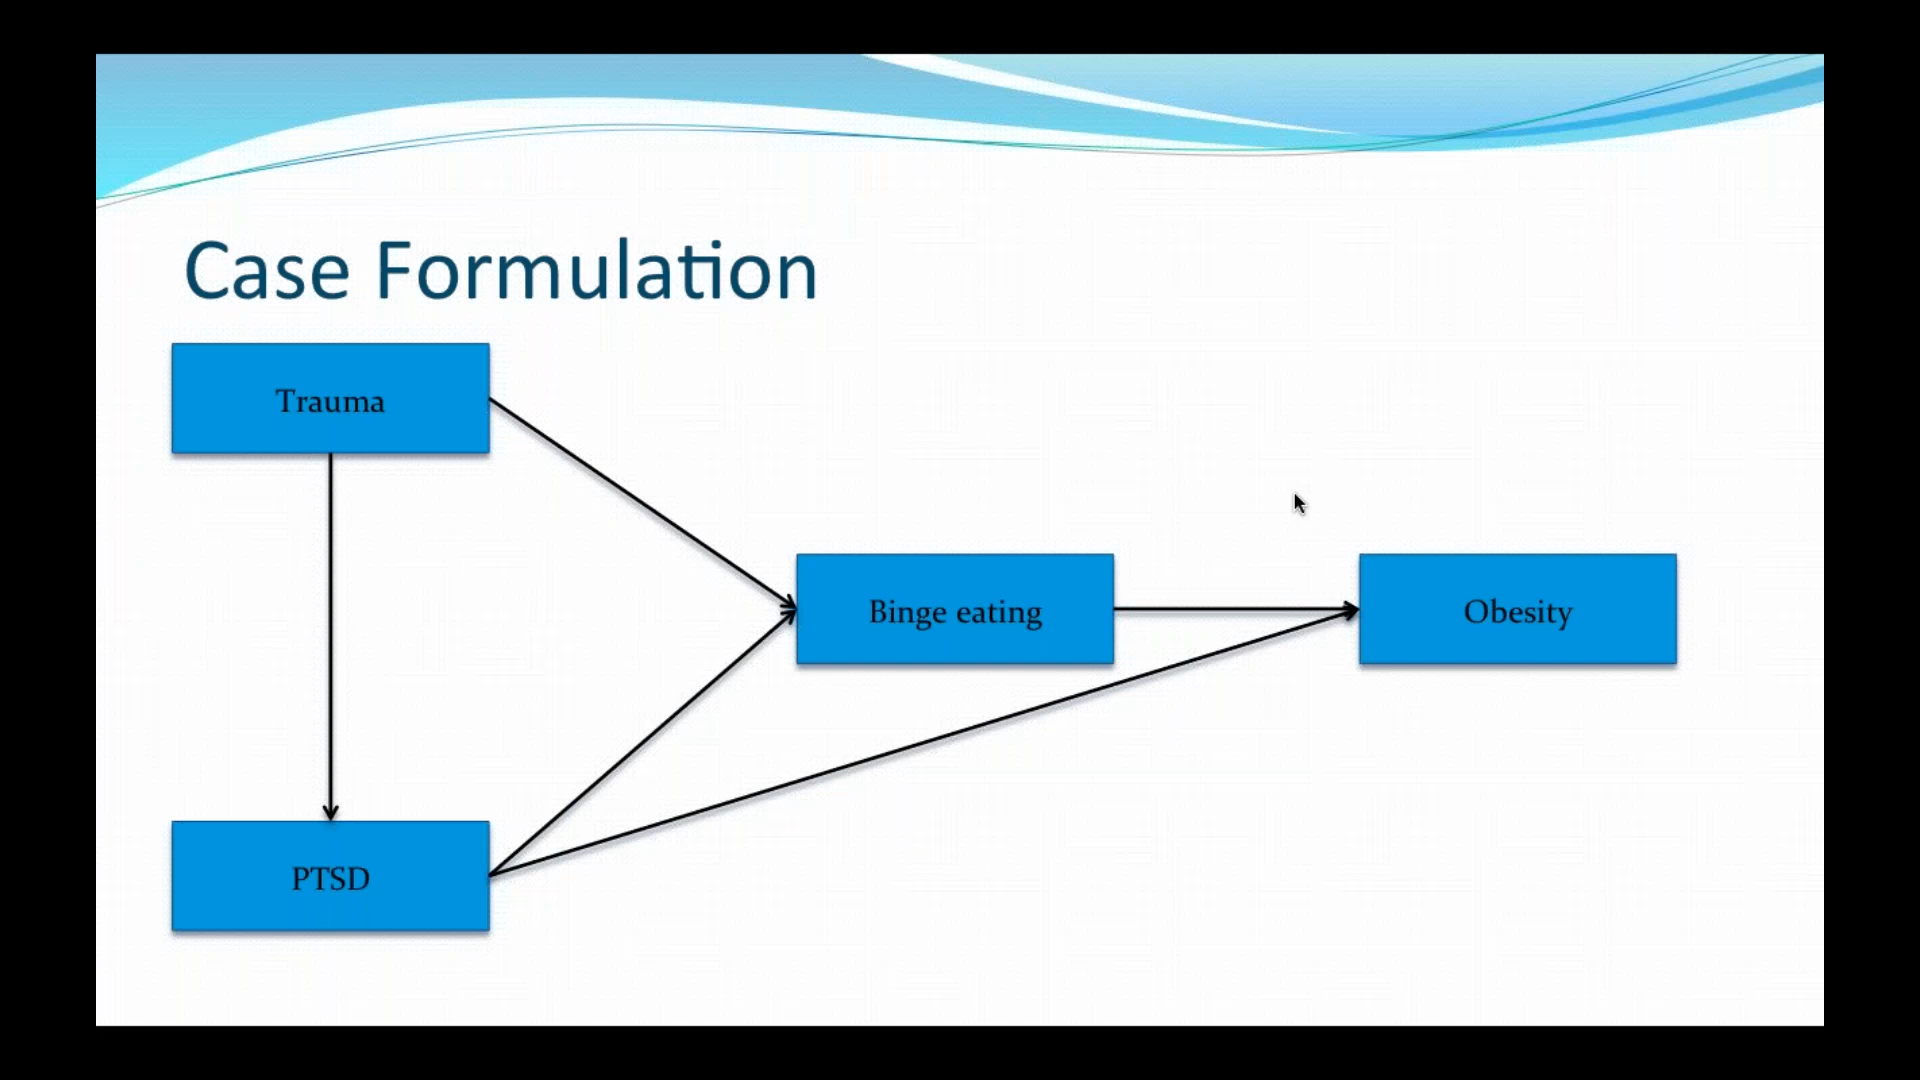 Case Formulation
Trauma
Binge eating
Obesity
PTSD